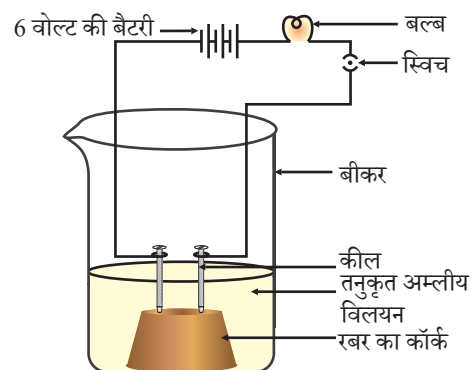 6 वोल्ट की बैटरी
बल्ब
स्विच
बीकर
कील
तनुकृत अम्लीय
विलयन
रबर का कॉर्क